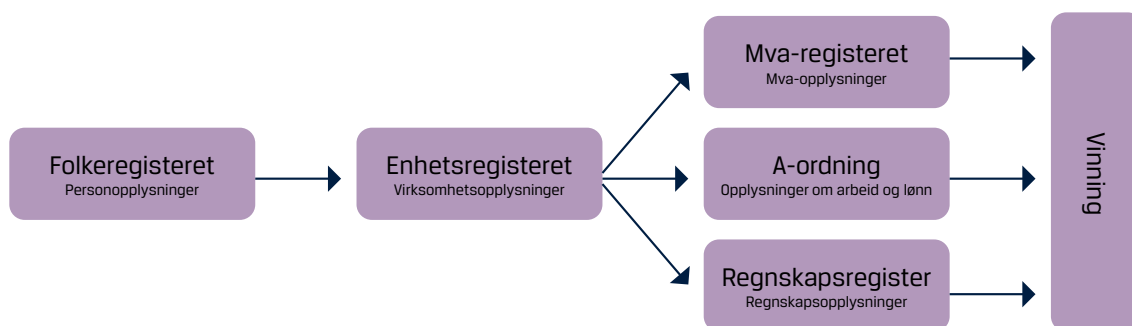 Folkeregisteret
Personopplysninger
Enhetsregisteret
Virksomhetsopplysninger
Mva-registeret
Mva-opplysninger
A-ordning
Opplysninger om arbeid og lønn
Regnskapsregister
Regnskapsopplysninger
Vinning